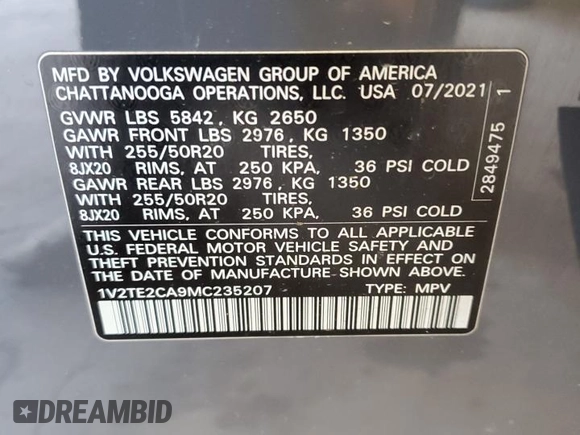 MFD BY VOLKSWAGEN GROUP OF AMERICA
CHATTANOOGA OPERATIONS, LLC. USA 07/2021
GVWR LBS 5842, KG 2650
GAWR FRONT LBS 2976, KG 1350
WITH 255/50R20 TIRES,
8JX20 RIMS, AT 250 KPA, 36 PSI COLD
GAWR REAR LBS 2976, KG 1350
WITH 255/50R20 TIRES,
8JX20 RIMS, AT 250 KPA, 36 PSI COLD
THIS VEHICLE CONFORMS TO ALL APPLICABLE
U.S. FEDERAL MOTOR VEHICLE SAFETY AND
THEFT PREVENTION STANDARDS IN EFFECT ON
THE DATE OF MANUFACTURE SHOWN ABOVE.
1V2TE2CA9MC235207 TYPE: MPV
2849475 1
DREAMBID